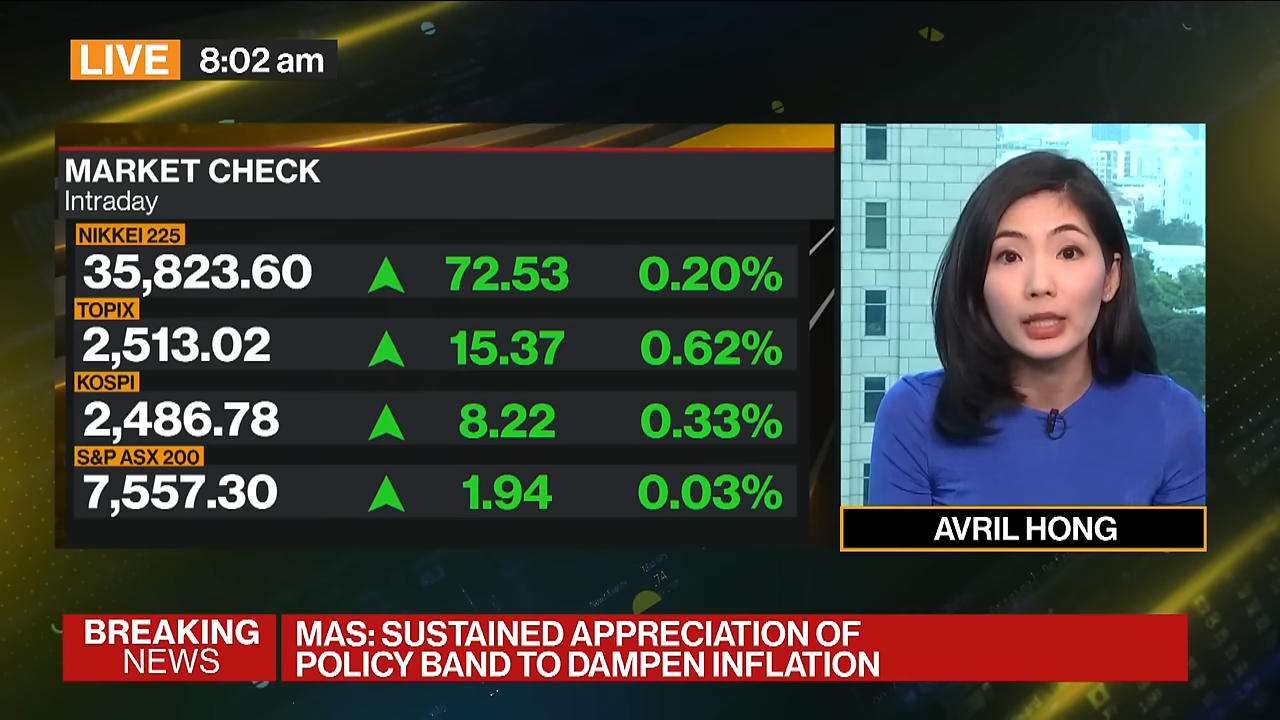 LIVE 8:02 am
MARKET CHECK
Intraday
NIKKEI 225
35,823.60 ▲ 72.53 0.20%
TOPIX
2,513.02 ▲ 15.37 0.62%
KOSPI
2,486.78 ▲ 8.22 0.33%
S&P ASX 200
7,557.30 ▲ 1.94 0.03%
AVRIL HONG
BREAKING
NEWS
MAS: SUSTAINED APPRECIATION OF
POLICY BAND TO DAMPEN INFLATION